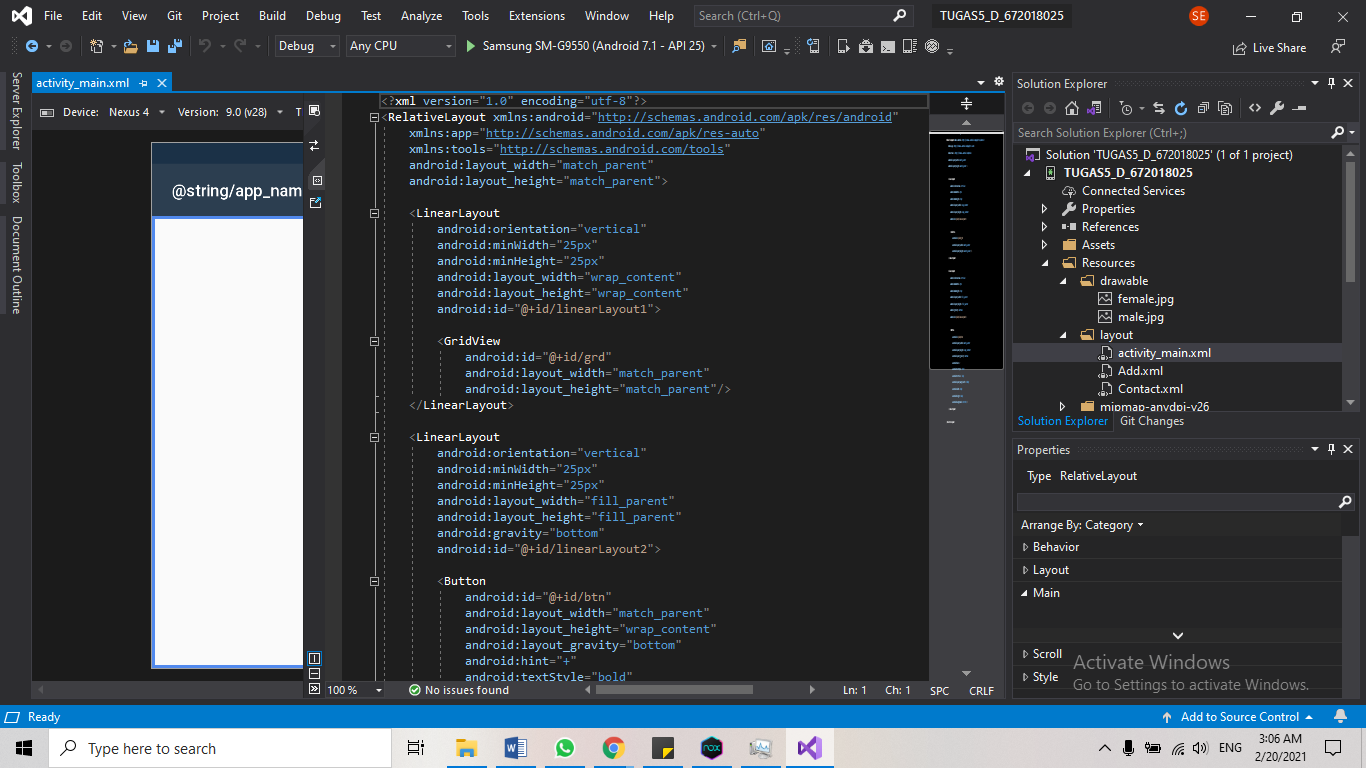 File Edit View Git Project Build Debug Test Analyze Tools Extensions Window Help Search (Ctrl+Q) TUGAS5_D_672018025 SE
Debug Any CPU Samsung SM-G9550 (Android 7.1 - API 25) Live Share
Server Explorer
Toolbox
Document Outline
activity_main.xml
Device: Nexus 4 Version: 9.0 (v28) T
@string/app_nam
<?xml version="1.0" encoding="utf-8"?>
<RelativeLayout xmlns:android="http://schemas.android.com/apk/res/android"
xmlns:app="http://schemas.android.com/apk/res-auto"
xmlns:tools="http://schemas.android.com/tools"
android:layout_width="match_parent"
android:layout_height="match_parent">
<LinearLayout
android:orientation="vertical"
android:minWidth="25px"
android:minHeight="25px"
android:layout_width="wrap_content"
android:layout_height="wrap_content"
android:id="@+id/linearLayout1">
<GridView
android:id="@+id/grd"
android:layout_width="match_parent"
android:layout_height="match_parent"/>
</LinearLayout>
<LinearLayout
android:orientation="vertical"
android:minWidth="25px"
android:minHeight="25px"
android:layout_width="fill_parent"
android:layout_height="fill_parent"
android:gravity="bottom"
android:id="@+id/linearLayout2">
<Button
android:id="@+id/btn"
android:layout_width="match_parent"
android:layout_height="wrap_content"
android:layout_gravity="bottom"
android:hint="+"
android:textStyle="bold"
100 % No issues found Ln: 1 Ch: 1 SPC CRLF
Solution Explorer
Search Solution Explorer (Ctrl+;)
Solution 'TUGAS5_D_672018025' (1 of 1 project)
TUGAS5_D_672018025
Connected Services
Properties
References
Assets
Resources
drawable
female.jpg
male.jpg
layout
activity_main.xml
Add.xml
Contact.xml
mipmap-anydpi-v26
Solution Explorer Git Changes
Properties
Type RelativeLayout
Arrange By: Category
Behavior
Layout
Main
Scroll
Style
Activate Windows
Go to Settings to activate Windows.
Ready Add to Source Control
Type here to search
ENG
3:06 AM
2/20/2021